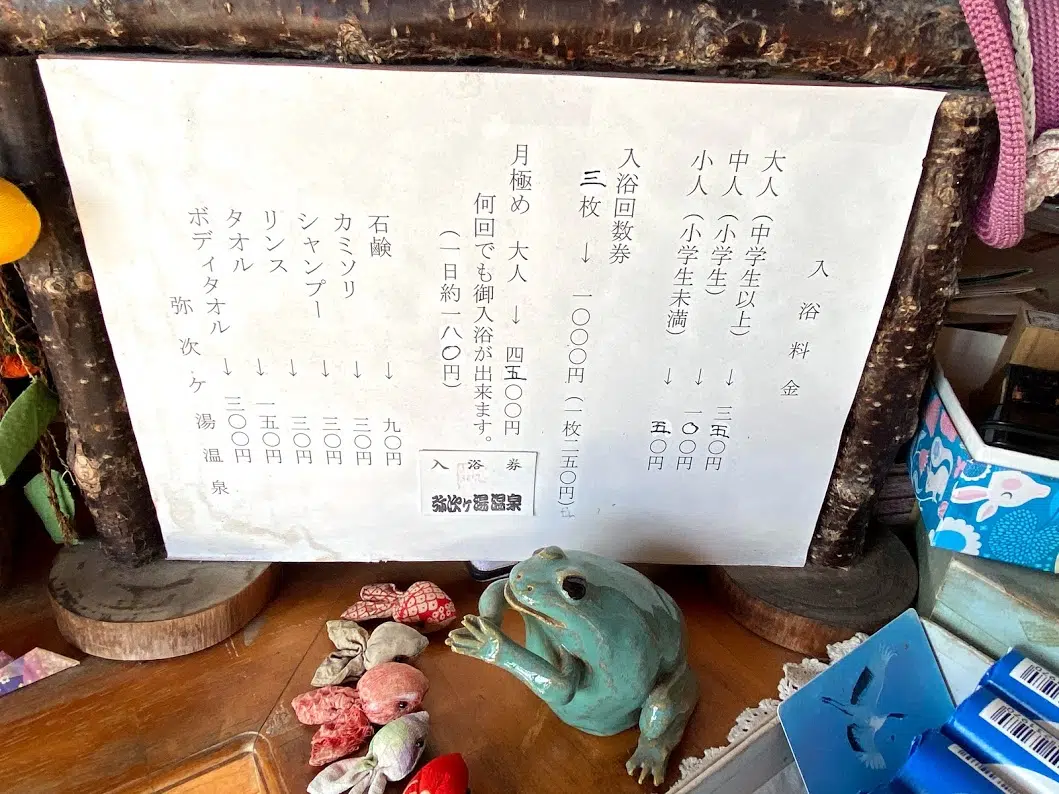 入浴料金
大人（中学生以上）→三五〇円
中人（小学生）→一〇〇円
小人（小学生未満）→五〇円
入浴回数券
三枚→一〇〇〇円（一枚二五〇円）
月極め 大人→四五〇〇円
何回でも御入浴が出来ます。
（一日約一八〇円）
石鹸→九〇円
カミソリ→三〇円
シャンプー→三〇円
リンス→三〇円
タオル→一五〇円
ボディタオル→三〇〇円
弥次ヶ湯温泉
入浴券
弥次ヶ湯温泉